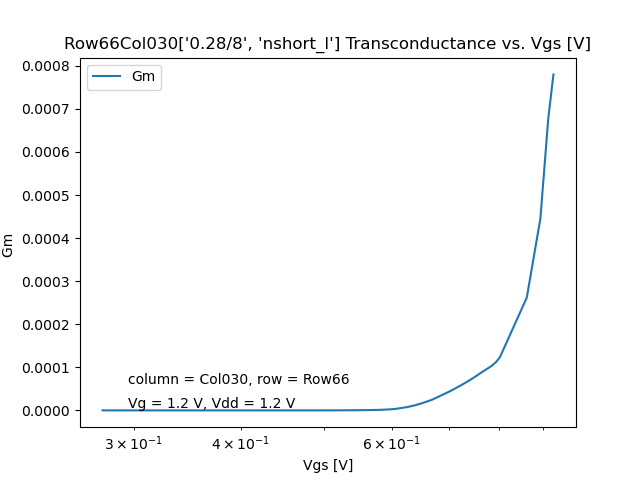 Row66Col030['0.28/8', 'nshort_l'] Transconductance vs. Vgs [V]
Gm
0.0008
0.0007
0.0006
0.0005
0.0004
0.0003
0.0002
0.0001
0.0000
Gm
column = Col030, row = Row66
Vg = 1.2 V, Vdd = 1.2 V
3 × 10⁻¹
4 × 10⁻¹
6 × 10⁻¹
Vgs [V]